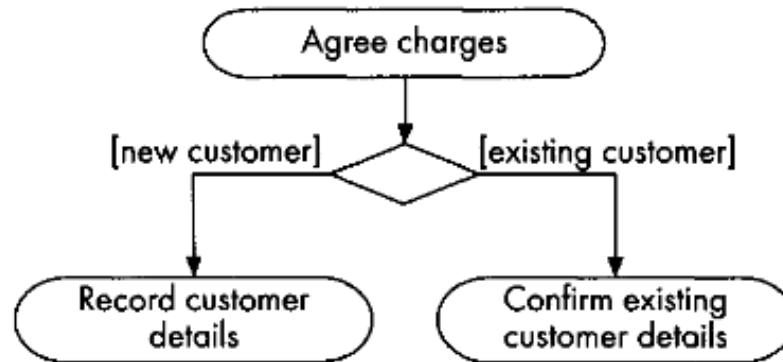 Agree charges
[new customer]
[existing customer]
Record customer
details
Confirm existing
customer details